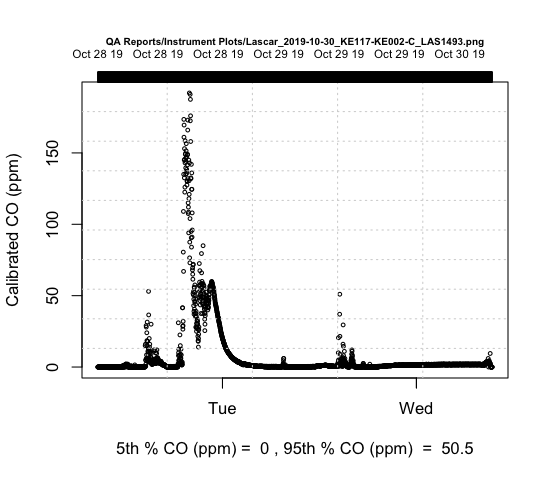 QA Reports/Instrument Plots/Lascar_2019-10-30_KE117-KE002-C_LAS1493.png
Oct 28 19 Oct 28 19 Oct 28 19 Oct 29 19 Oct 29 19 Oct 29 19 Oct 30 19
Calibrated CO (ppm)
150
100
50
0
Tue Wed
5th % CO (ppm) = 0 , 95th % CO (ppm) = 50.5